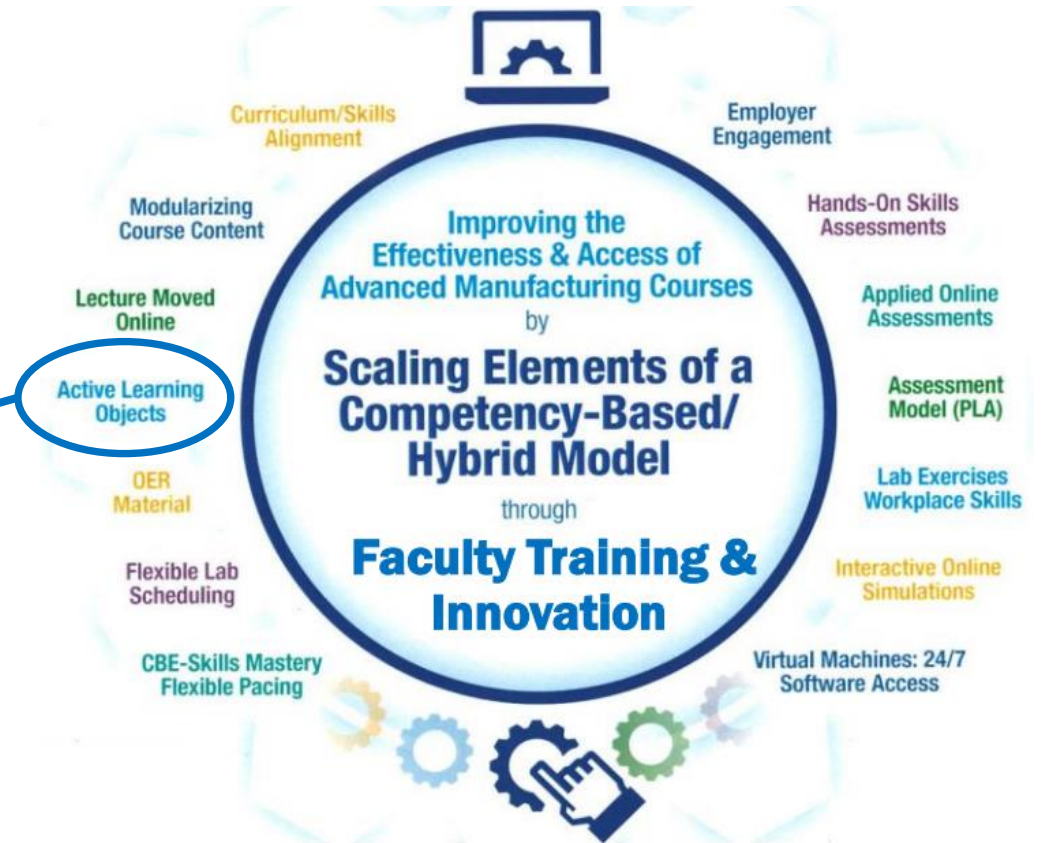 Curriculum/Skills
Alignment
Modularizing
Course Content
Lecture Moved
Online
Active Learning
Objects
OER
Material
Flexible Lab
Scheduling
CBE-Skills Mastery
Flexible Pacing
Improving the
Effectiveness & Access of
Advanced Manufacturing Courses
by
Scaling Elements of a
Competency-Based/
Hybrid Model
through
Faculty Training &
Innovation
Employer
Engagement
Hands-On Skills
Assessments
Applied Online
Assessments
Assessment
Model (PLA)
Lab Exercises
Workplace Skills
Interactive Online
Simulations
Virtual Machines: 24/7
Software Access